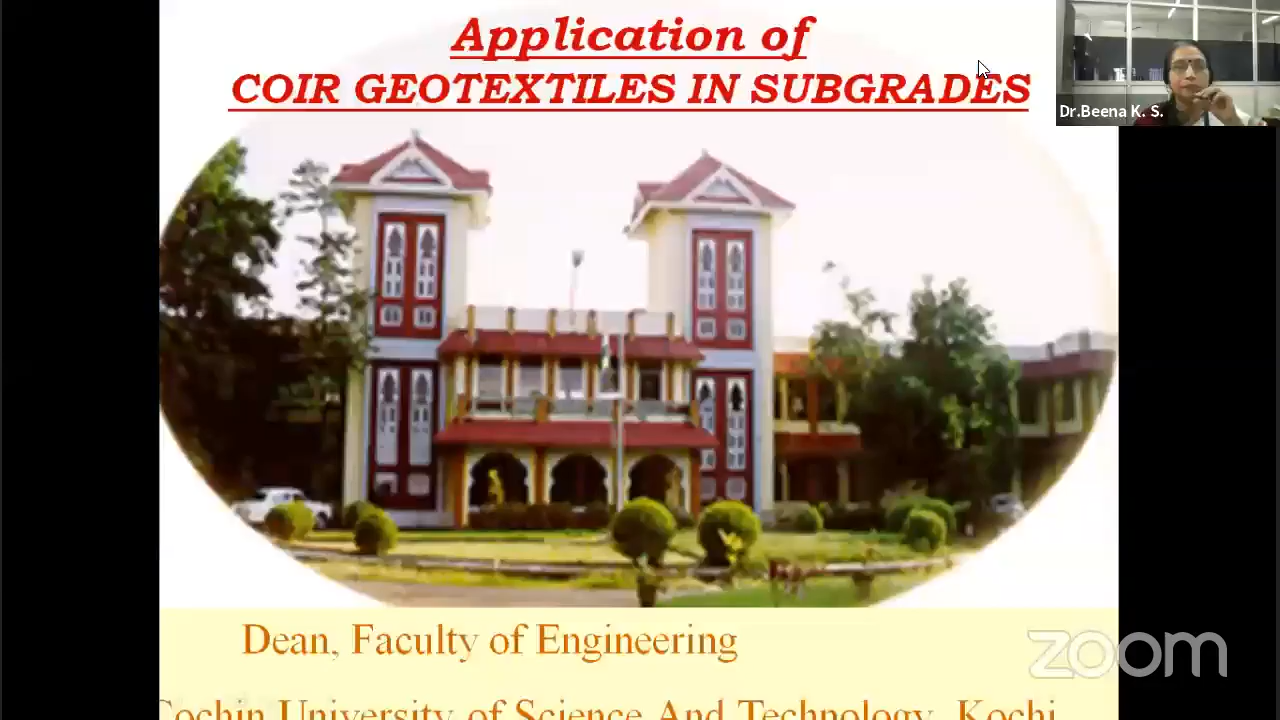 Application of
COIR GEOTEXTILES IN SUBGRADES
Dr.Beena K. S.
Dean, Faculty of Engineering
zoom
Cochin University of Science And Technology, Kochi